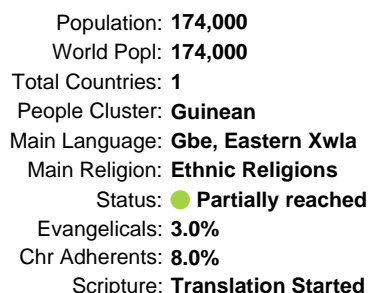 Population: 174,000
World Popl: 174,000
Total Countries: 1
People Cluster: Guinean
Main Language: Gbe, Eastern Xwla
Main Religion: Ethnic Religions
Status: Partially reached
Evangelicals: 3.0%
Chr Adherents: 8.0%
Scripture: Translation Started